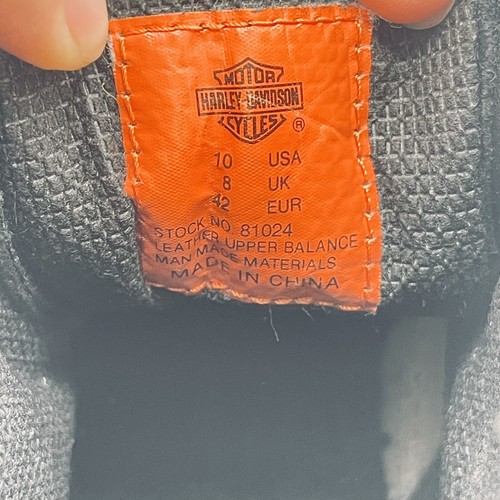 MOTOR
HARLEY-DAVIDSON
CYCLES ®
10 USA
8 UK
42 EUR
STOCK NO. 81024
LEATHER UPPER BALANCE
MAN MADE MATERIALS
MADE IN CHINA